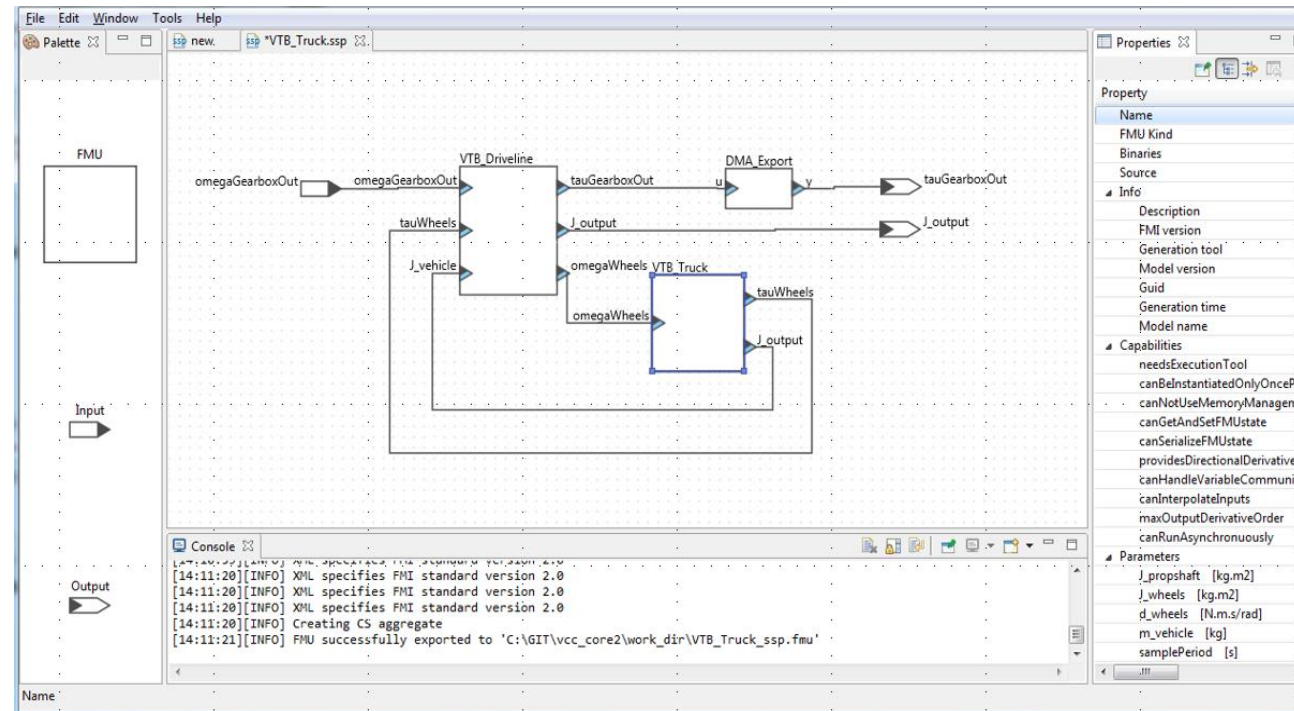 File Edit Window Tools Help
Palette
new. *VTB_Truck.ssp
Properties
Property
Name
FMU Kind
Binaries
Source
Info
Description
FMI version
Generation tool
Model version
Guid
Generation time
Model name
Capabilities
needsExecutionTool
canBeInstantiatedOnlyOnceP
canNotUseMemoryManagen
canGetAndSetFMUstate
canSerializeFMUstate
providesDirectionalDerivative
canHandleVariableCommuni
canInterpolateInputs
maxOutputDerivativeOrder
canRunAsynchronuously
Parameters
J_propshaft [kg.m2]
J_wheels [kg.m2]
d_wheels [N.m.s/rad]
m_vehicle [kg]
samplePeriod [s]
FMU
Input
Output
VTB_Driveline
DMA_Export
omegaGearboxOut
omegaGearboxOut
tauGearboxOut
u
y
tauGearboxOut
tauWheels
J_output
J_output
J_vehicle
omegaWheels
VTB_Truck
tauWheels
omegaWheels
J_output
Console
[14:11:20][INFO] XML specifies FMI standard version 2.0
[14:11:20][INFO] XML specifies FMI standard version 2.0
[14:11:20][INFO] XML specifies FMI standard version 2.0
[14:11:20][INFO] Creating CS aggregate
[14:11:21][INFO] FMU successfully exported to 'C:\GIT\vcc_core2\work_dir\VTB_Truck_ssp.fmu'
Name